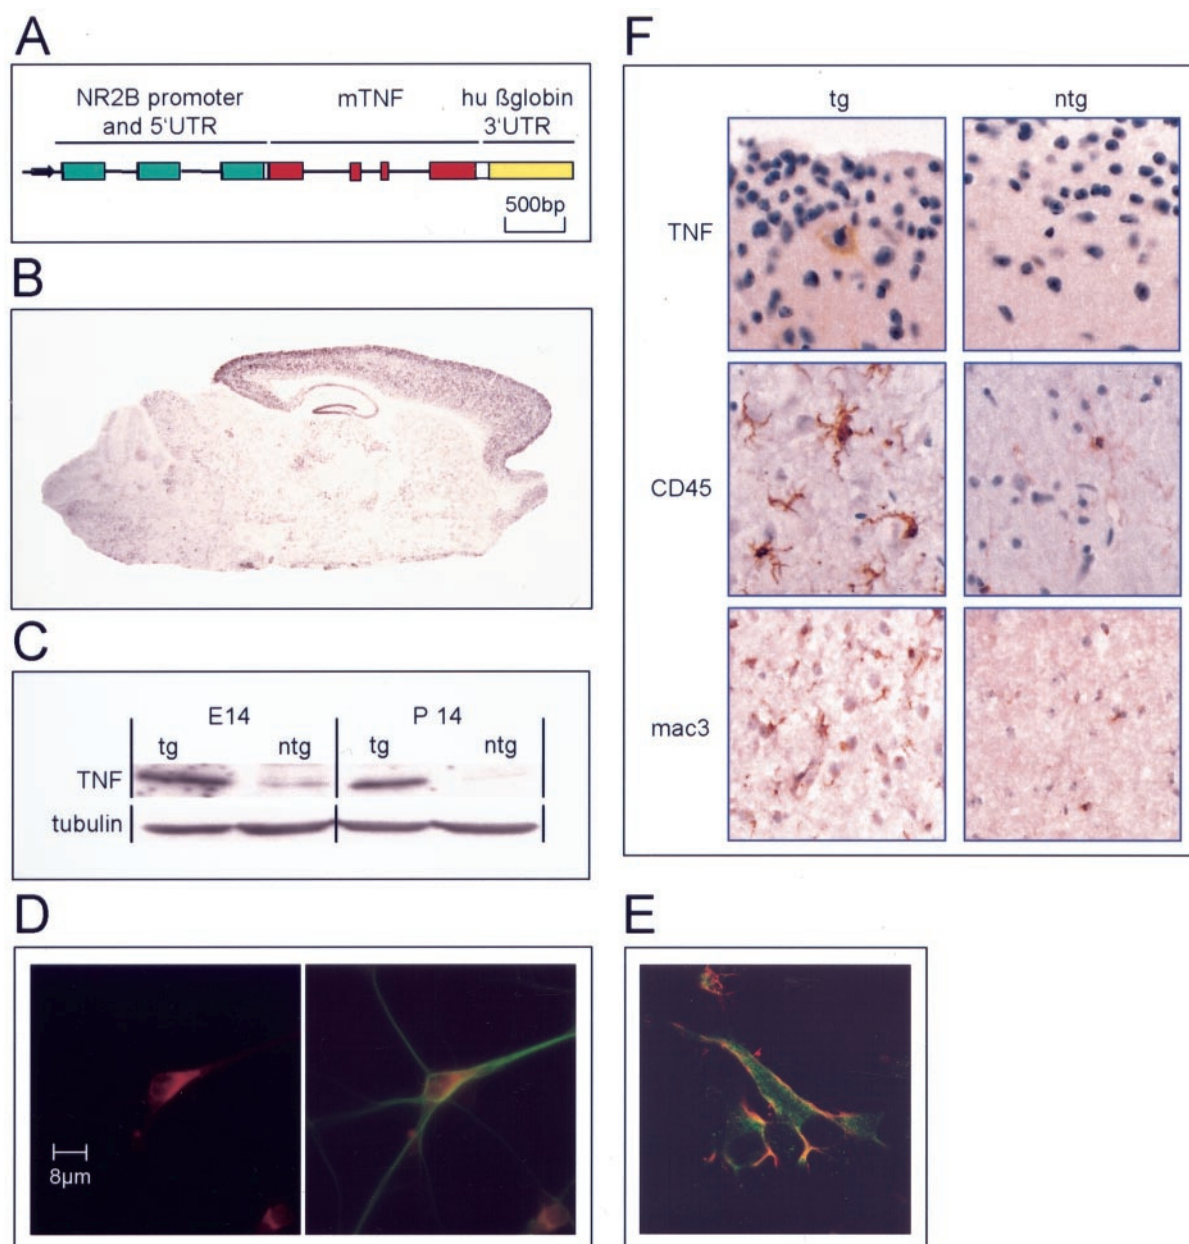 A
NR2B promoter and 5'UTR
mTNF
hu ßglobin 3'UTR
500bp
B
C
E14
P 14
tg
ntg
tg
ntg
TNF
tubulin
D
8µm
E
F
tg
ntg
TNF
CD45
mac3